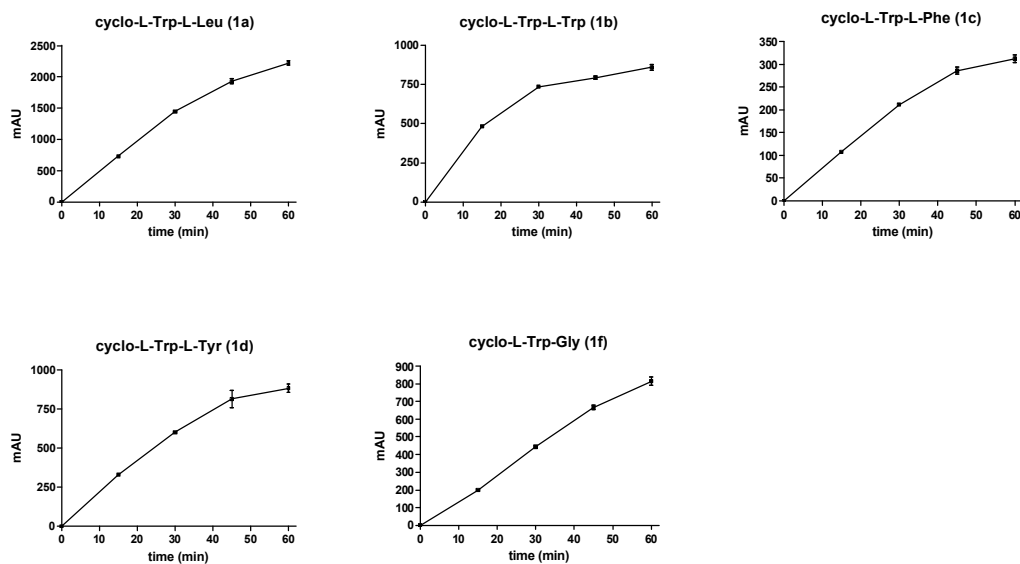 cyclo-L-Trp-L-Leu (1a)
2500
2000
1500
1000
500
0
mAU
0 10 20 30 40 50 60
time (min)
cyclo-L-Trp-L-Trp (1b)
1000
750
500
250
0
mAU
0 10 20 30 40 50 60
time (min)
cyclo-L-Trp-L-Phe (1c)
350
300
250
200
150
100
50
0
mAU
0 10 20 30 40 50 60
time (min)
cyclo-L-Trp-L-Tyr (1d)
1000
750
500
250
0
mAU
0 10 20 30 40 50 60
time (min)
cyclo-L-Trp-Gly (1f)
900
800
700
600
500
400
300
200
100
0
mAU
0 10 20 30 40 50 60
time (min)